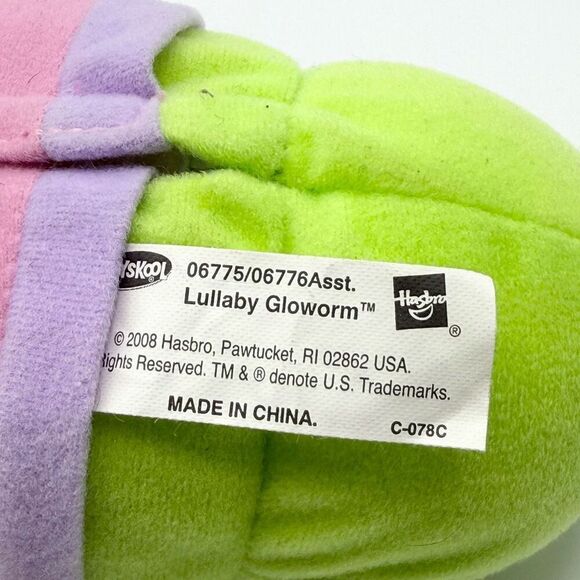 YSKOOL®
06775/06776Asst.
Lullaby Gloworm™
Hasbro®
© 2008 Hasbro, Pawtucket, RI 02862 USA.
Rights Reserved. TM & ® denote U.S. Trademarks.
MADE IN CHINA.
C-078C